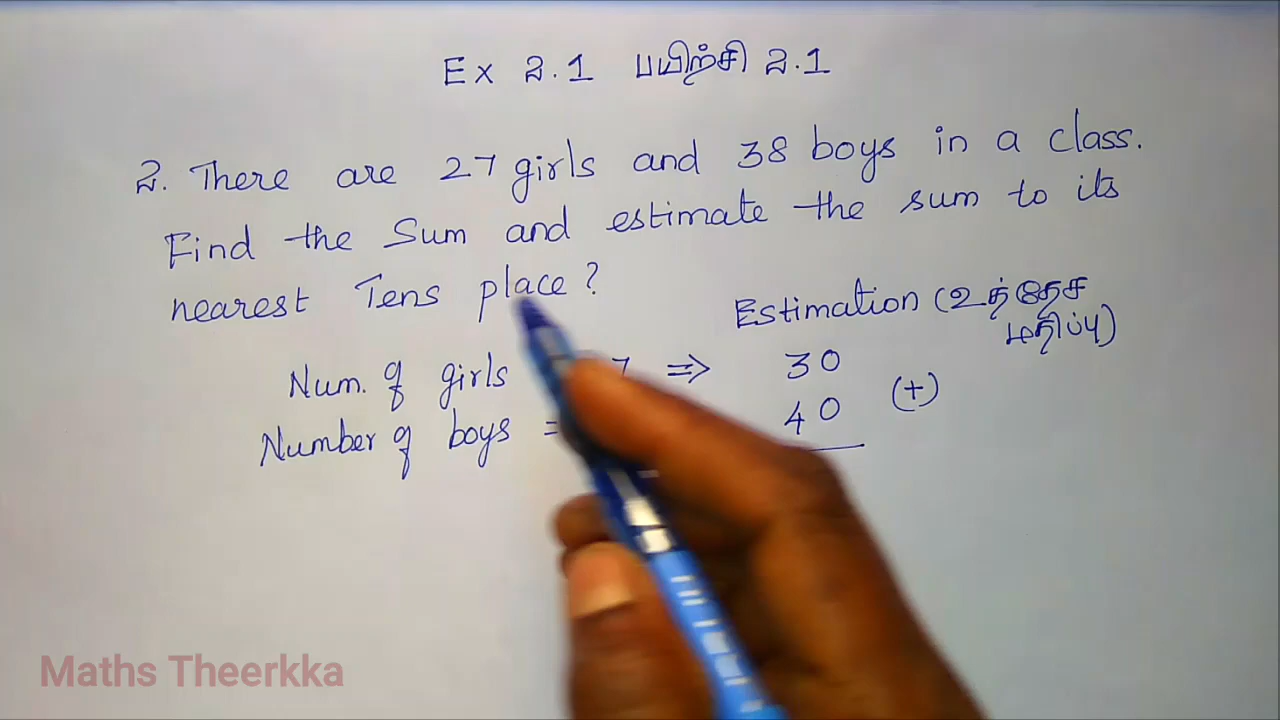 Ex 2.1 பயிற்சி 2.1
2. There are 27 girls and 38 boys in a class.
Find the Sum and estimate the sum to its
nearest Tens place?
Estimation (உத்தேச
மதிப்பு)
Num. of girls 7 ⇒ 30
Number of boys = 40 (+)
Maths Theerkka